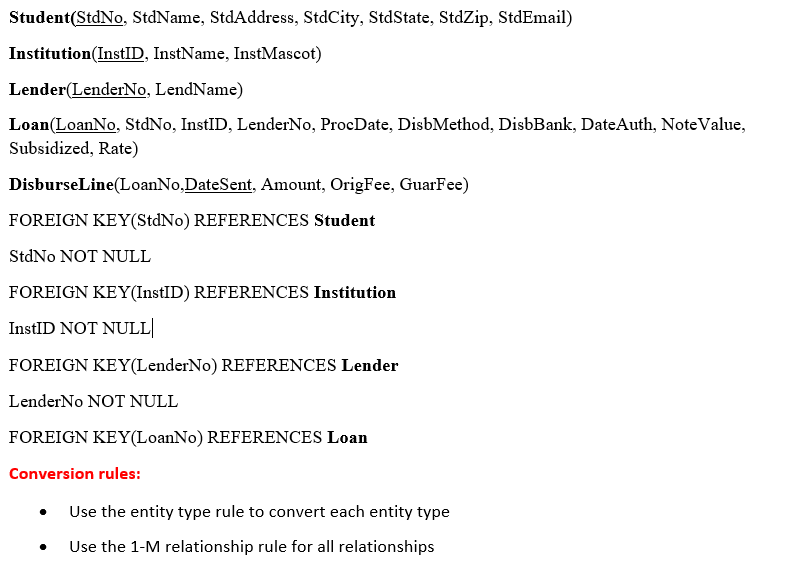 Student(StdNo, StdName, StdAddress, StdCity, StdState, StdZip, StdEmail)
Institution(InstID, InstName, InstMascot)
Lender(LenderNo, LendName)
Loan(LoanNo, StdNo, InstID, LenderNo, ProcDate, DisbMethod, DisbBank, DateAuth, NoteValue,
Subsidized, Rate)
DisburseLine(LoanNo,DateSent, Amount, OrigFee, GuarFee)
FOREIGN KEY(StdNo) REFERENCES Student
StdNo NOT NULL
FOREIGN KEY(InstID) REFERENCES Institution
InstID NOT NULL
FOREIGN KEY(LenderNo) REFERENCES Lender
LenderNo NOT NULL
FOREIGN KEY(LoanNo) REFERENCES Loan
Conversion rules:
• Use the entity type rule to convert each entity type
• Use the 1-M relationship rule for all relationships